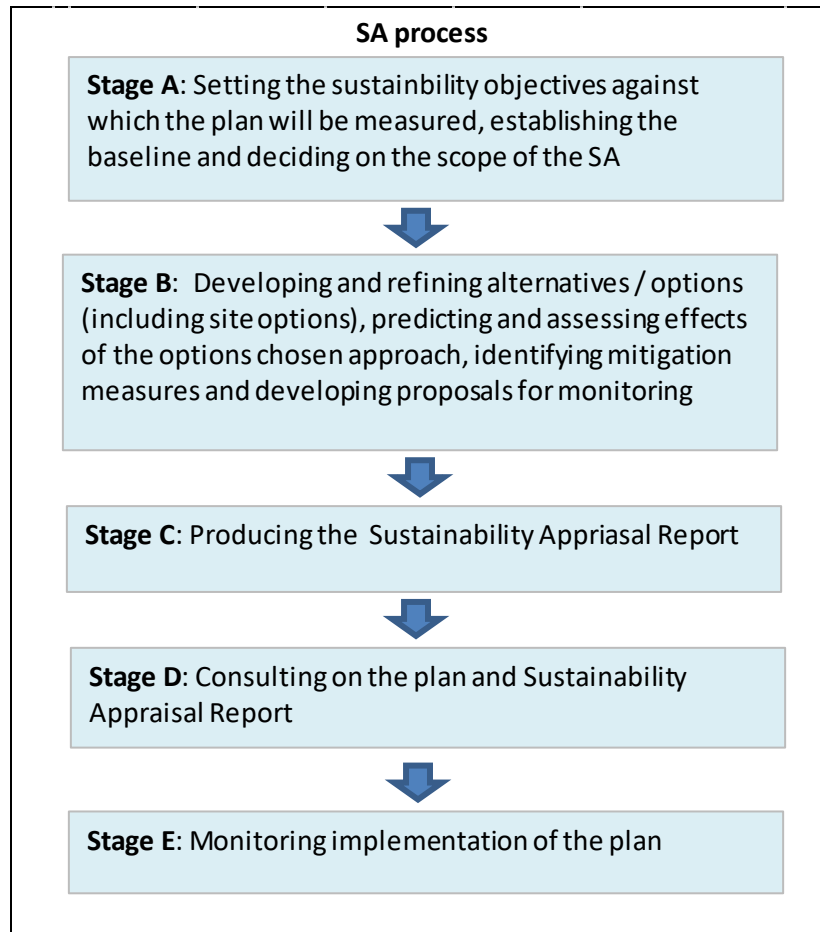 SA process
Stage A: Setting the sustainbility objectives against
which the plan will be measured, establishing the
baseline and deciding on the scope of the SA
Stage B: Developing and refining alternatives / options
(including site options), predicting and assessing effects
of the options chosen approach, identifying mitigation
measures and developing proposals for monitoring
Stage C: Producing the Sustainability Appriasal Report
Stage D: Consulting on the plan and Sustainability
Appraisal Report
Stage E: Monitoring implementation of the plan